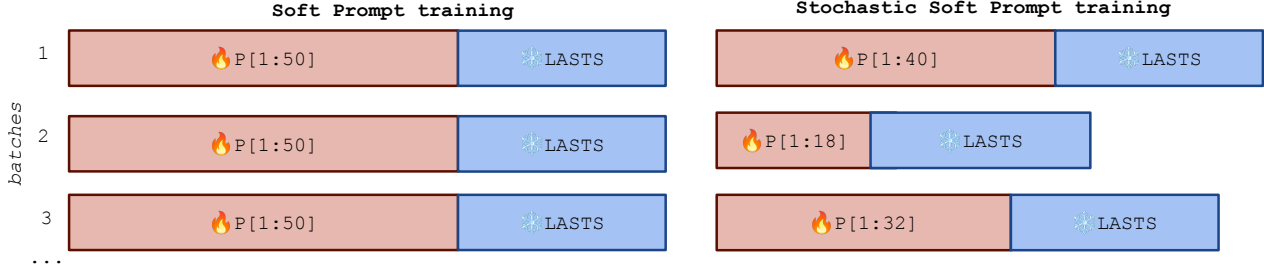 Soft Prompt training
Stochastic Soft Prompt training
batches
1
🔥P[1:50]
❄️LASTS
🔥P[1:40]
❄️LASTS
2
🔥P[1:50]
❄️LASTS
🔥P[1:18]
❄️LASTS
3
🔥P[1:50]
❄️LASTS
🔥P[1:32]
❄️LASTS
...